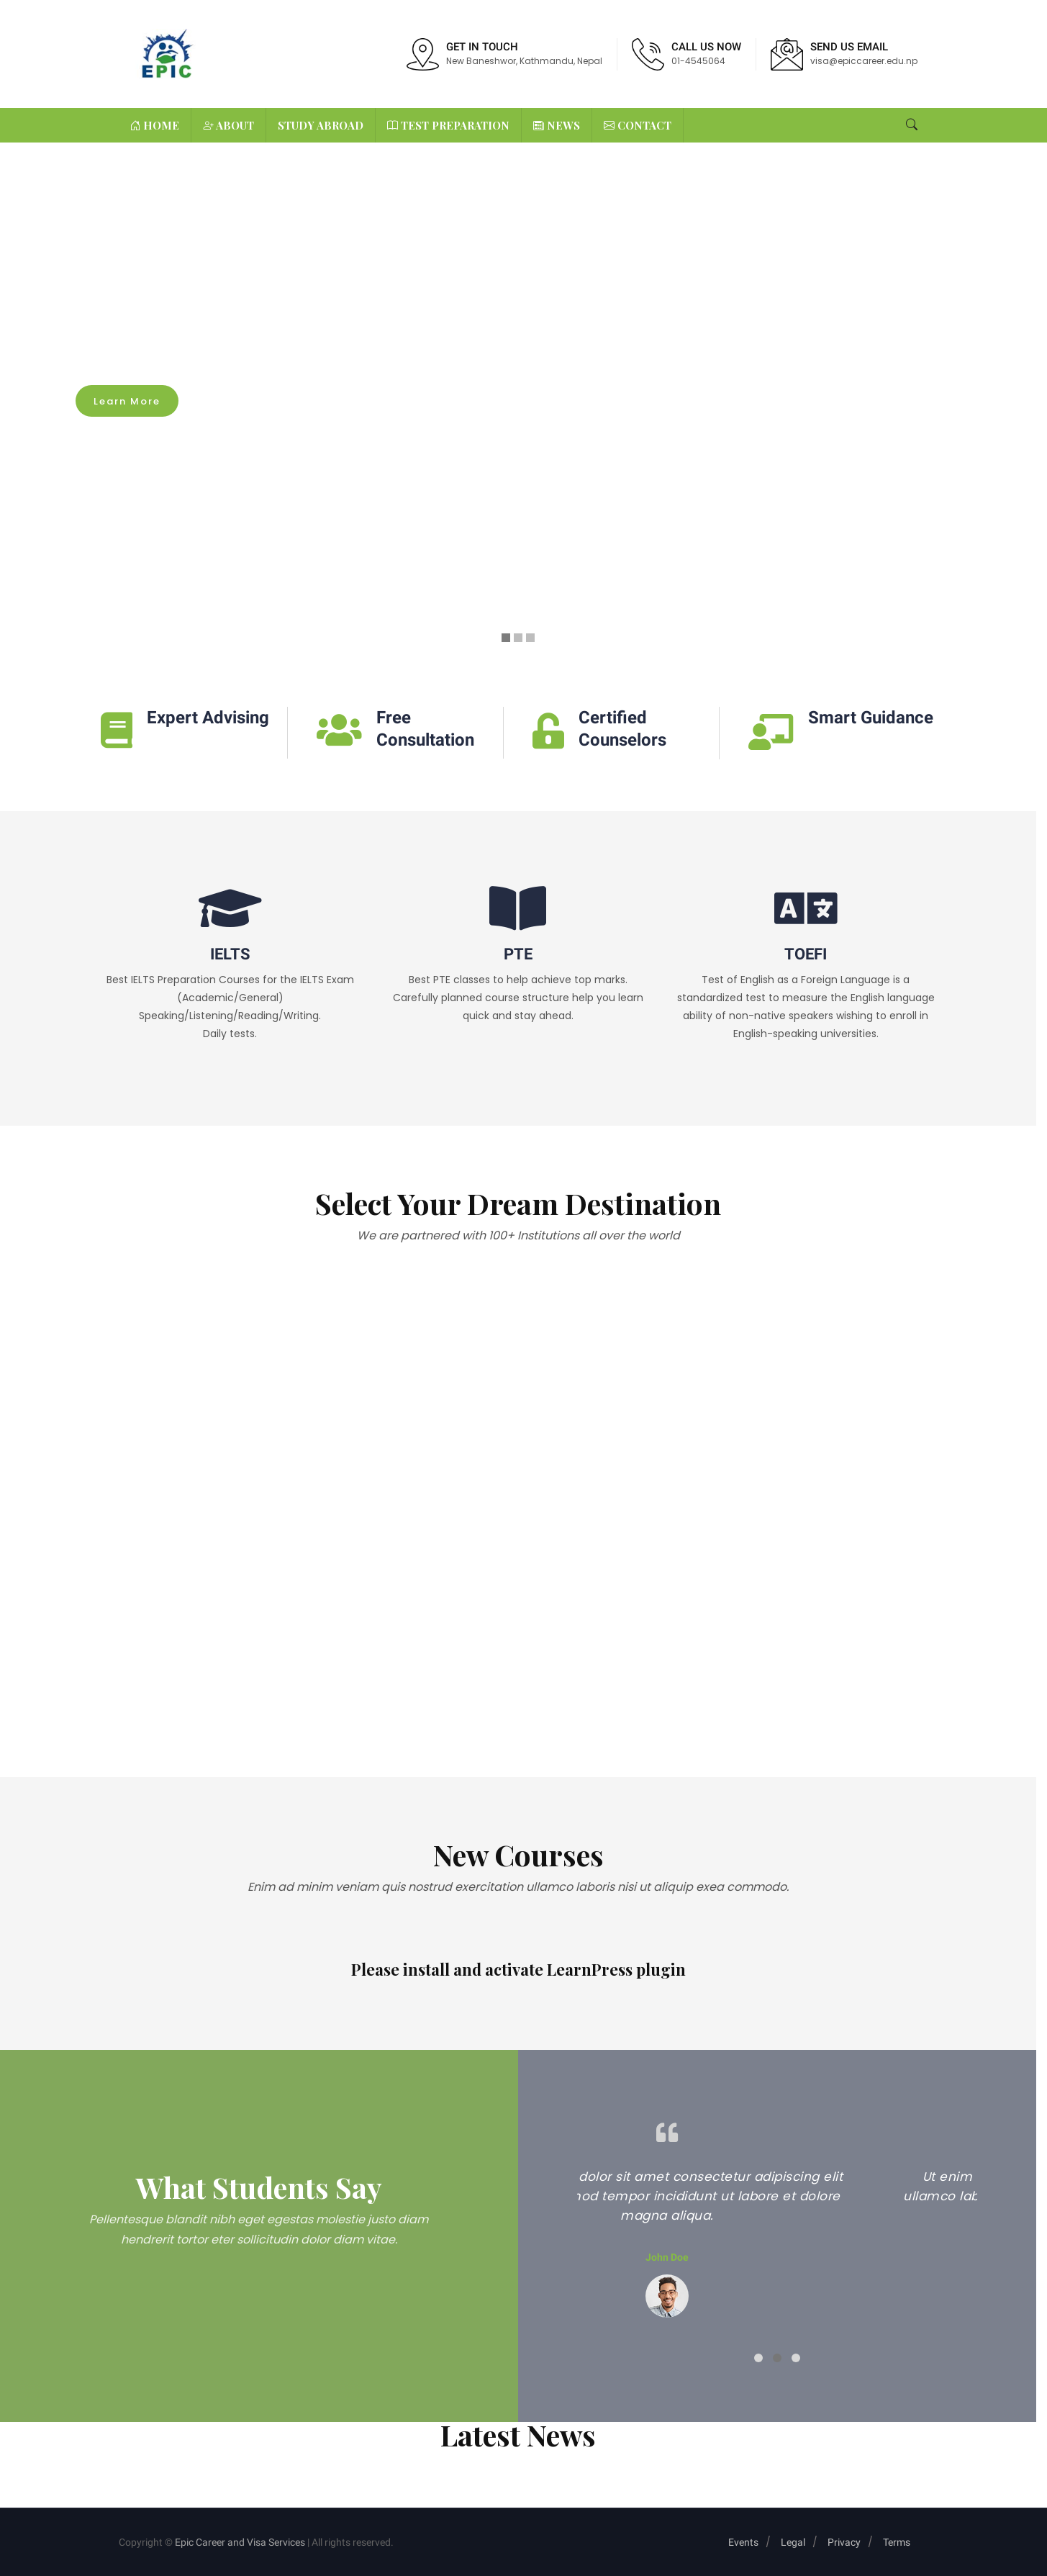 EPIC
GET IN TOUCH
New Baneshwor, Kathmandu, Nepal
CALL US NOW
01-4545064
SEND US EMAIL
visa@epiccareer.edu.np
HOME
ABOUT
STUDY ABROAD
TEST PREPARATION
NEWS
CONTACT
Learn More
Expert Advising
Free
Consultation
Certified
Counselors
Smart Guidance
IELTS
Best IELTS Preparation Courses for the IELTS Exam
(Academic/General)
Speaking/Listening/Reading/Writing.
Daily tests.
PTE
Best PTE classes to help achieve top marks.
Carefully planned course structure help you learn
quick and stay ahead.
TOEFI
Test of English as a Foreign Language is a
standardized test to measure the English language
ability of non-native speakers wishing to enroll in
English-speaking universities.
Select Your Dream Destination
We are partnered with 100+ Institutions all over the world
New Courses
Enim ad minim veniam quis nostrud exercitation ullamco laboris nisi ut aliquip exea commodo.
Please install and activate LearnPress plugin
What Students Say
Pellentesque blandit nibh eget egestas molestie justo diam
hendrerit tortor eter sollicitudin dolor diam vitae.
dolor sit amet consectetur adipiscing elit
tempor incididunt ut labore et dolore
magna aliqua.
John Doe
Ut enim
ullamco
Latest News
Copyright © Epic Career and Visa Services | All rights reserved.
Events / Legal / Privacy / Terms